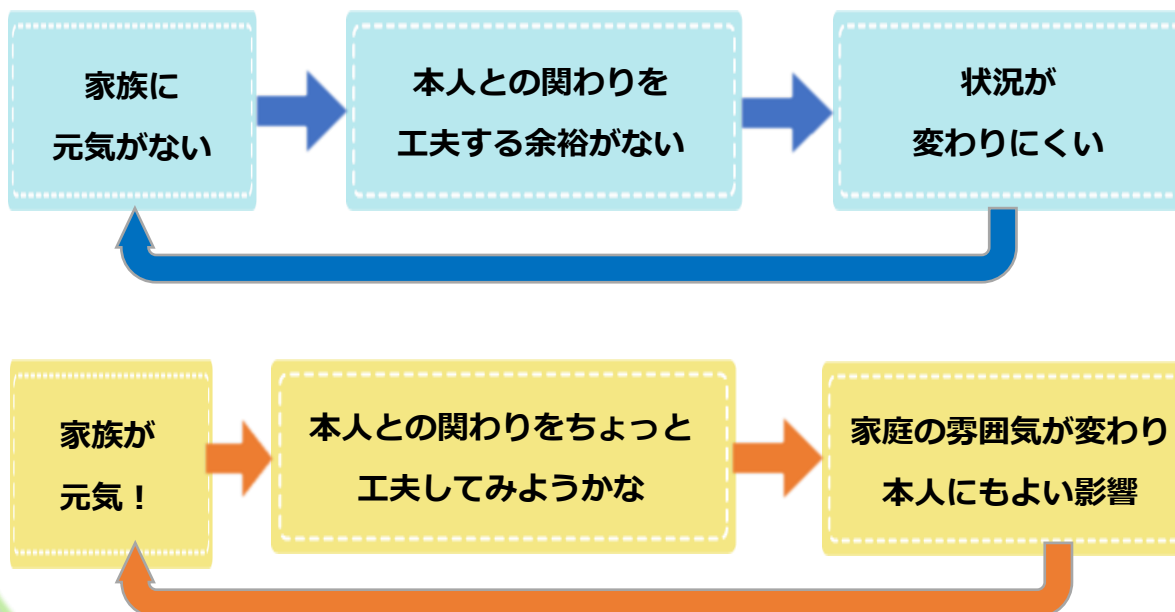 家族に
元気がない
本人との関わりを
工夫する余裕がない
状況が
変わりにくい
家族が
元気！
本人との関わりをちょっと
工夫してみようかな
家庭の雰囲気が変わり
本人にもよい影響